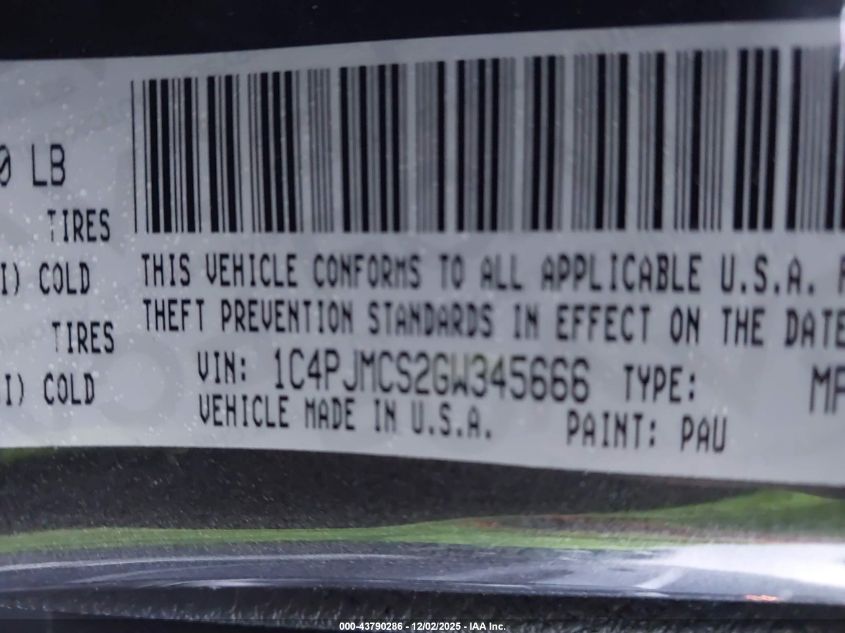 0 LB
TIRES
I) COLD
TIRES
I) COLD
THIS VEHICLE CONFORMS TO ALL APPLICABLE U.S.A.
THEFT PREVENTION STANDARDS IN EFFECT ON THE DATE
VIN: 1C4PJMCS2GW345666 TYPE: MP
VEHICLE MADE IN U.S.A. PAINT: PAU
000-43790286 - 12/02/2025 - IAA Inc.